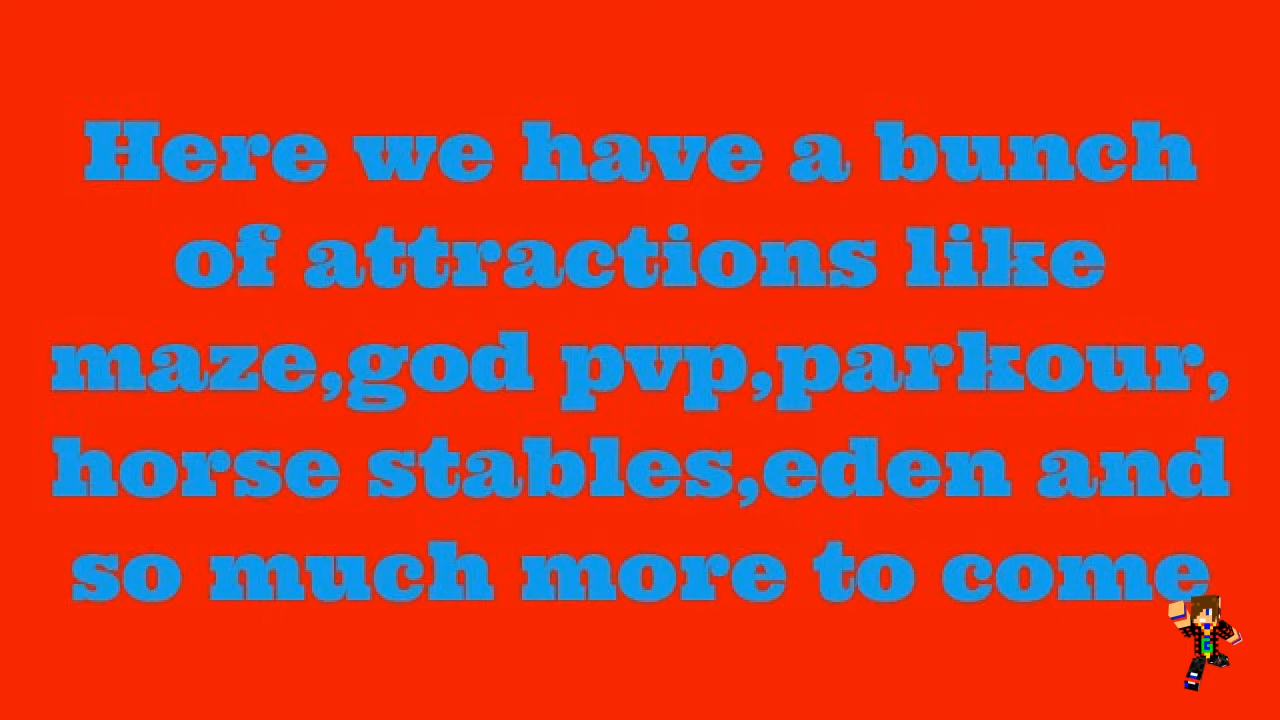 Here we have a bunch
of attractions like
maze,god pvp,parkour,
horse stables,eden and
so much more to come